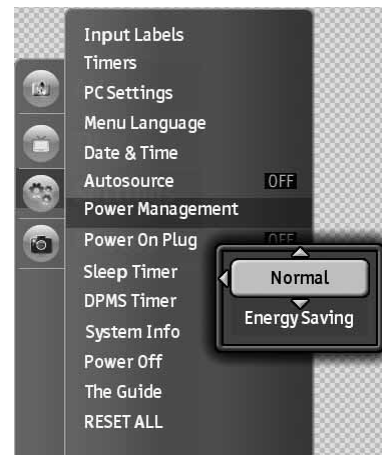 Input Labels
Timers
PC Settings
Menu Language
Date & Time
Autosource OFF
Power Management
Power On Plug OFF
Sleep Timer
Normal
DPMS Timer
Energy Saving
System Info
Power Off
The Guide
RESET ALL